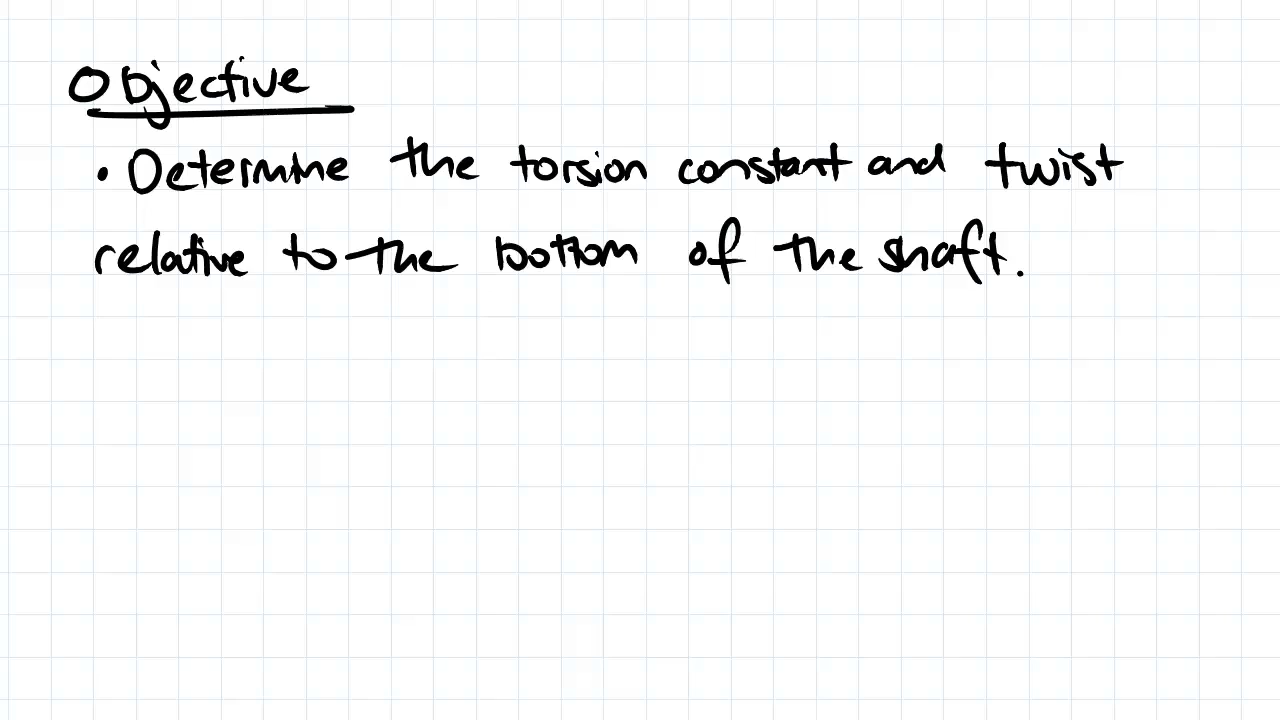 Objective
• Determine the torsion constant and twist
relative to the bottom of the shaft.